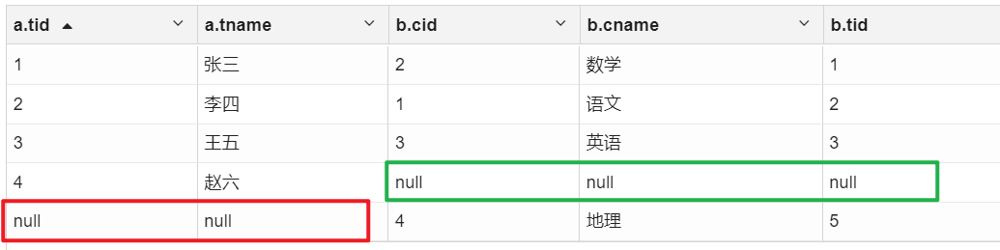 a.tid a.tname b.cid b.cname b.tid
1 张三 2 数学 1
2 李四 1 语文 2
3 王五 3 英语 3
4 赵六 null null null
null null 4 地理 5